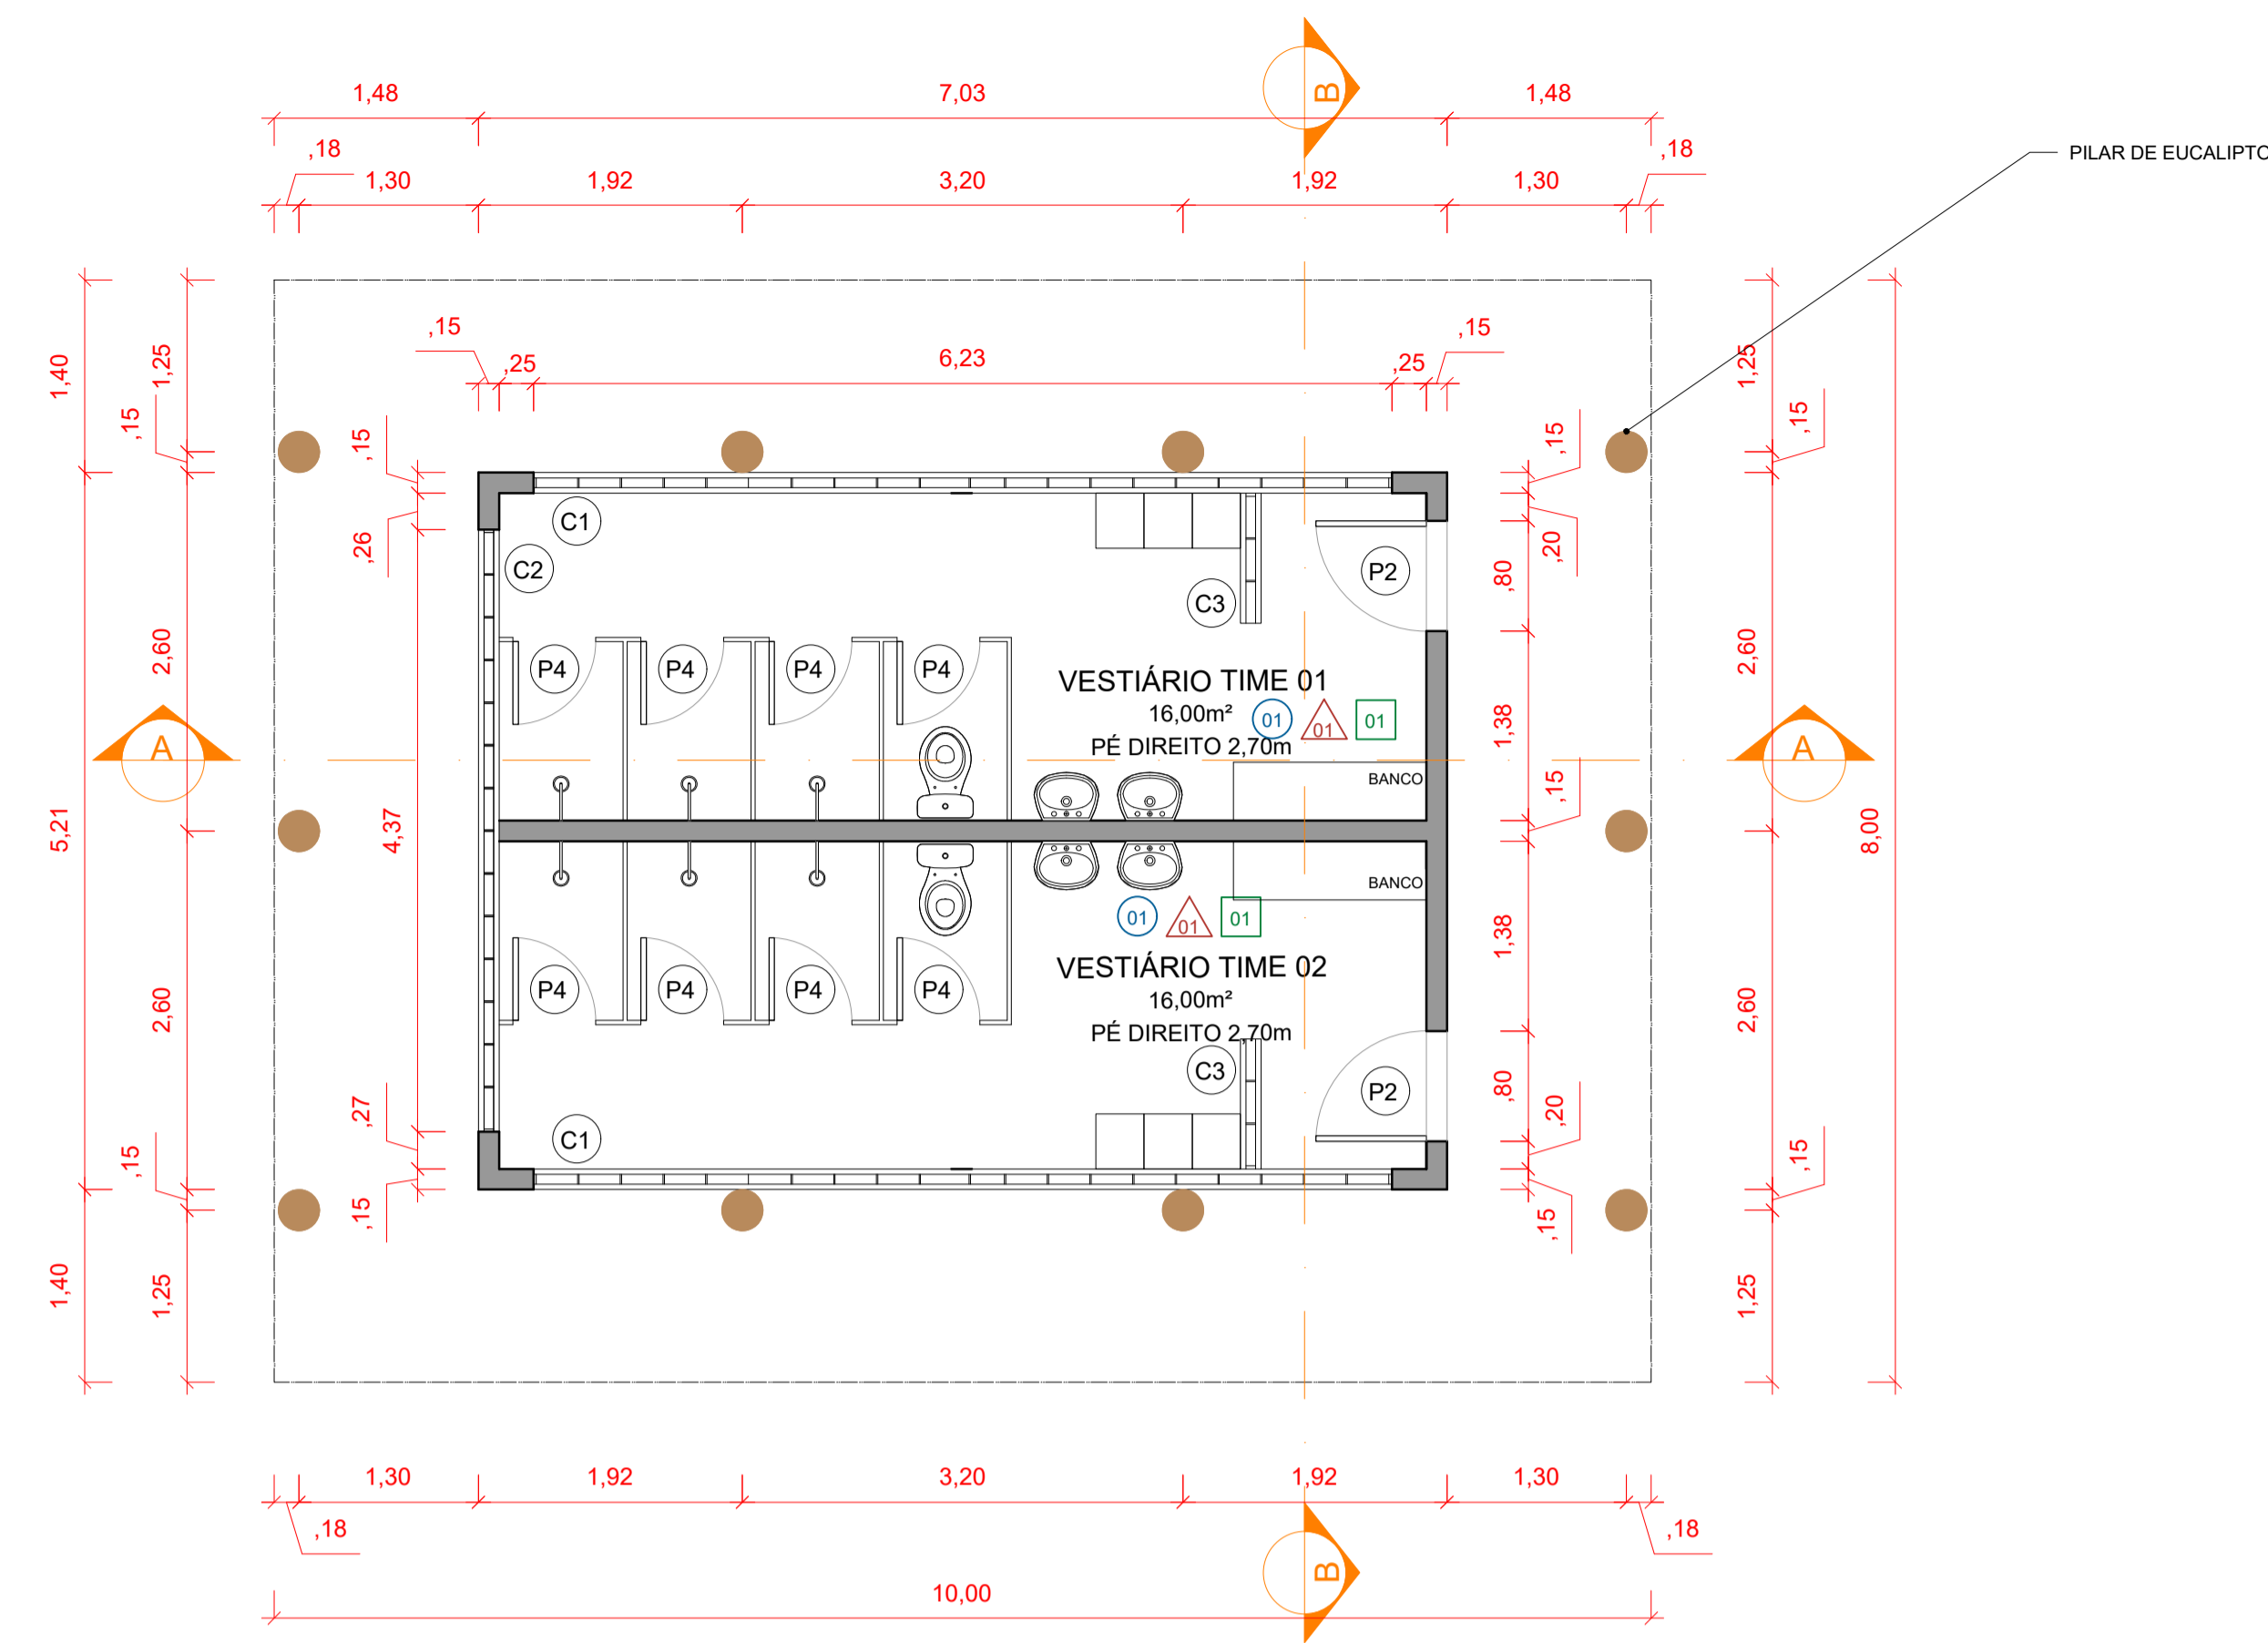 B
1,48
7,03
1,48
,18
,18
PILAR DE EUCALIPTO
1,30
1,92
3,20
1,92
1,30
,15
,15
1,40
1,25
,25
6,23
,25
1,25
,15
,15
,15
,15
C1
,26
C2
P2
,20
,80
C3
2,60
P4
P4
P4
P4
VESTIÁRIO TIME 01
2,60
16,00m²
01
01
01
1,38
A
PÉ DIREITO 2,70m
A
BANCO
,15
5,21
4,37
8,00
BANCO
01
01
01
1,38
VESTIÁRIO TIME 02
P4
P4
P4
P4
16,00m²
2,60
2,60
PÉ DIREITO 2,70m
C3
P2
,80
,27
,20
C1
,15
,15
,15
,15
1,40
1,25
1,25
1,30
1,92
3,20
1,92
1,30
,18
,18
B
10,00